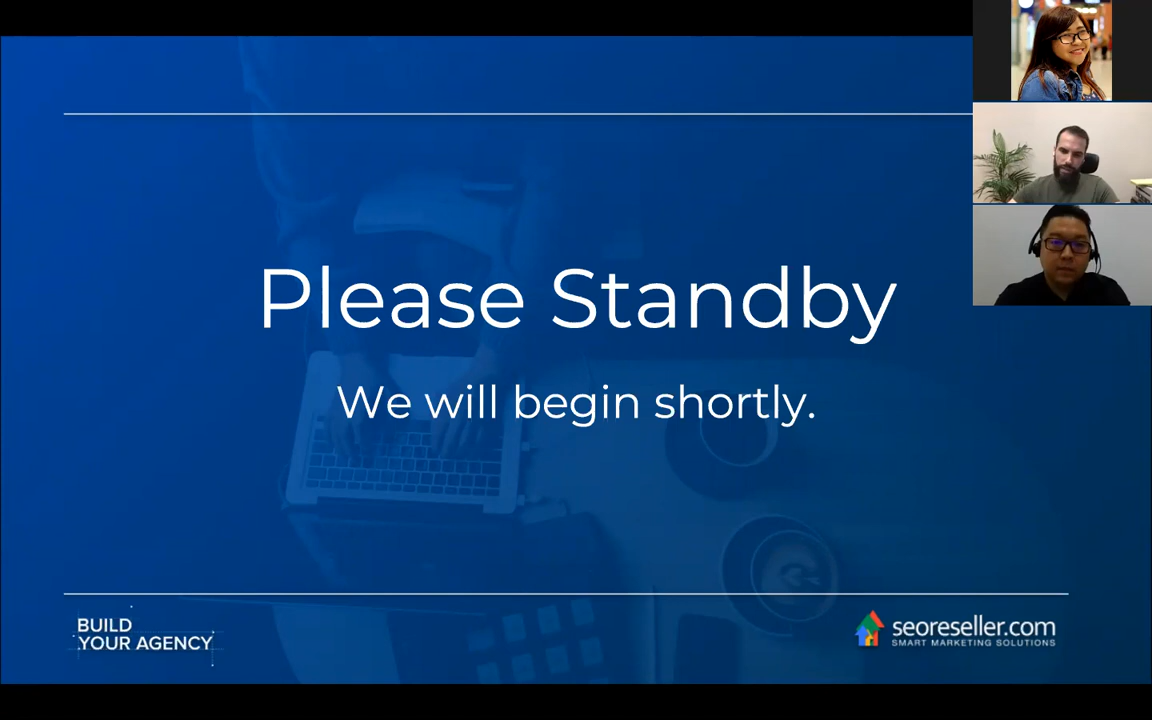 Please Standby
We will begin shortly.
BUILD
YOUR AGENCY
seoreseller.com
SMART MARKETING SOLUTIONS